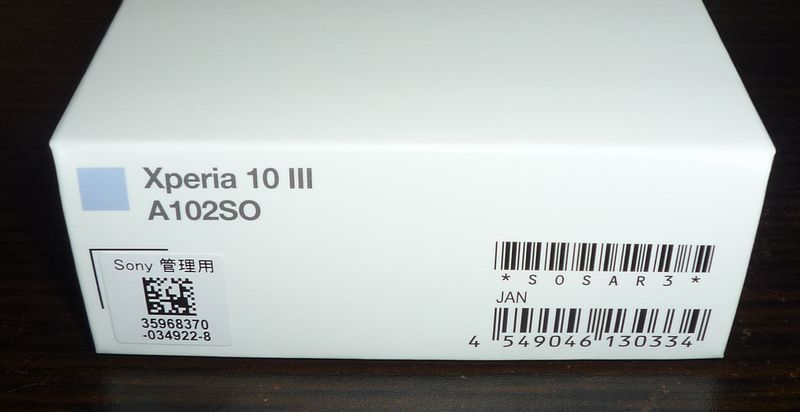 Xperia 10 III
A102SO
Sony 管理用
35968370
-034922-8
*SOSAR3*
JAN
4 549046 130334